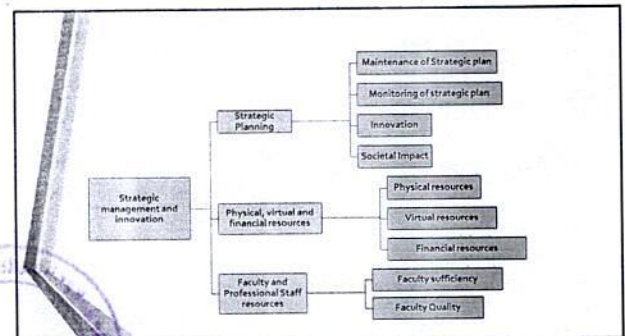 Strategic
management and
innovation
Strategic
Planning
Maintenance of Strategic plan
Monitoring of strategic plan
Innovation
Societal Impact
Physical, virtual and
financial resources
Physical resources
Virtual resources
Financial resources
Faculty and
Professional Staff
resources
Faculty sufficiency
Faculty Quality